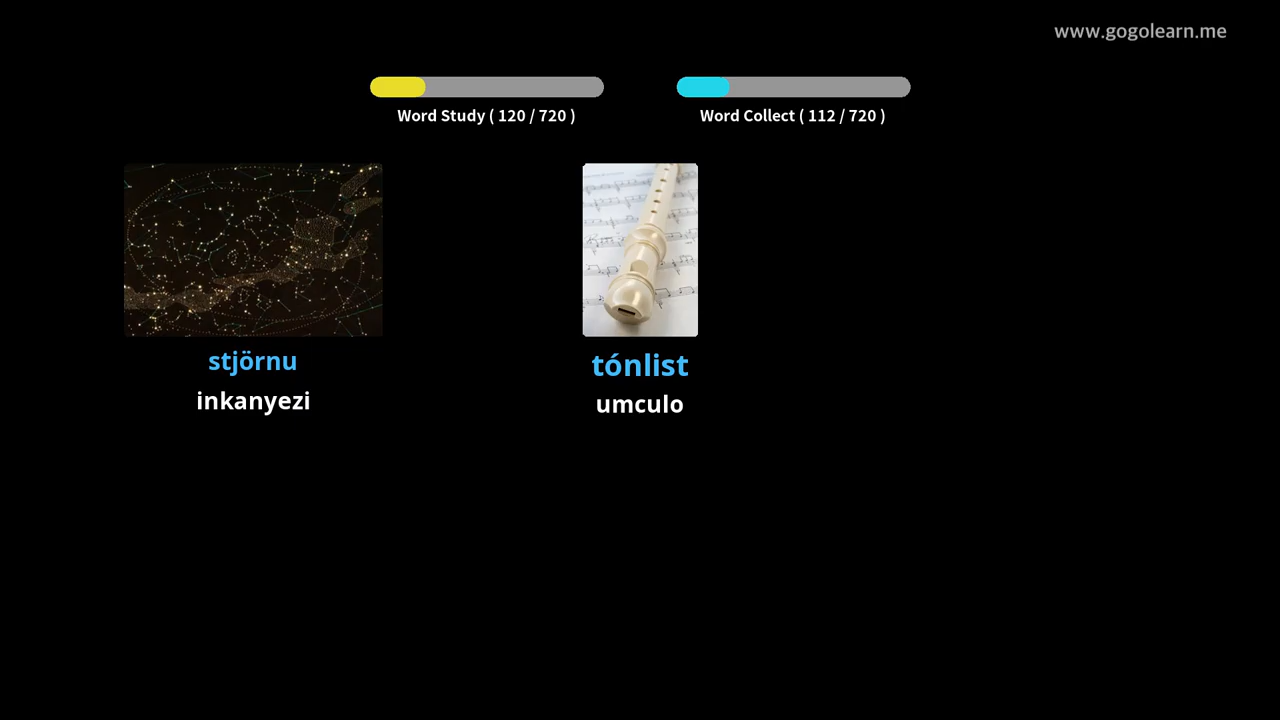 www.gogolearn.me
Word Study ( 120 / 720 )
Word Collect ( 112 / 720 )
stjörnu
inkanyezi
tónlist
umculo